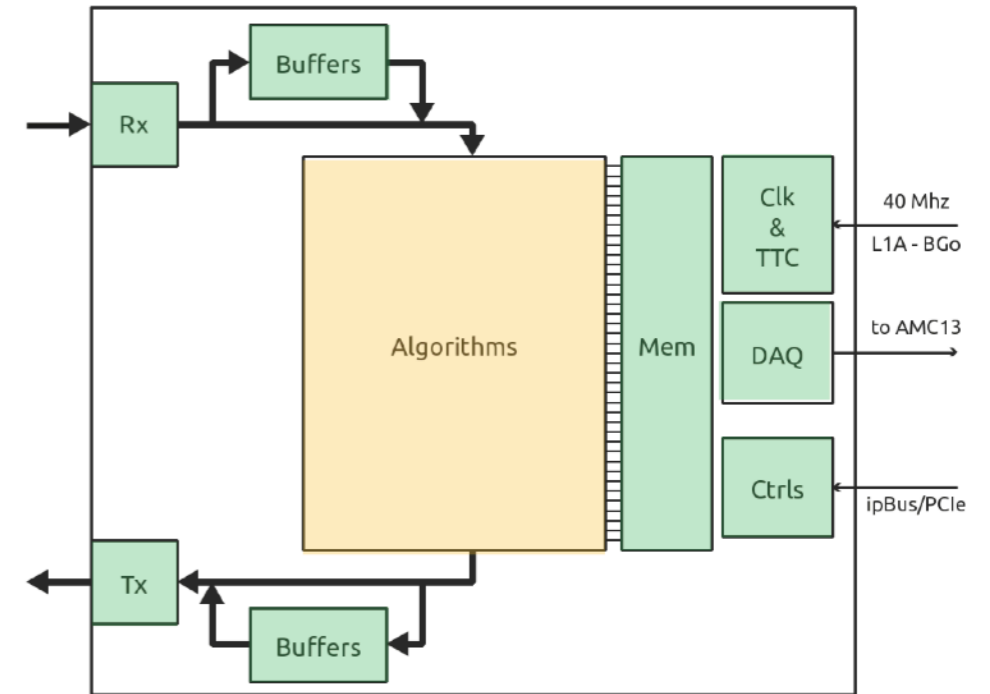 Buffers
Rx
Clk
&
TTC
40 Mhz
L1A - BGo
Algorithms
Mem
DAQ
to AMC13
Ctrls
ipBus/PCIe
Tx
Buffers